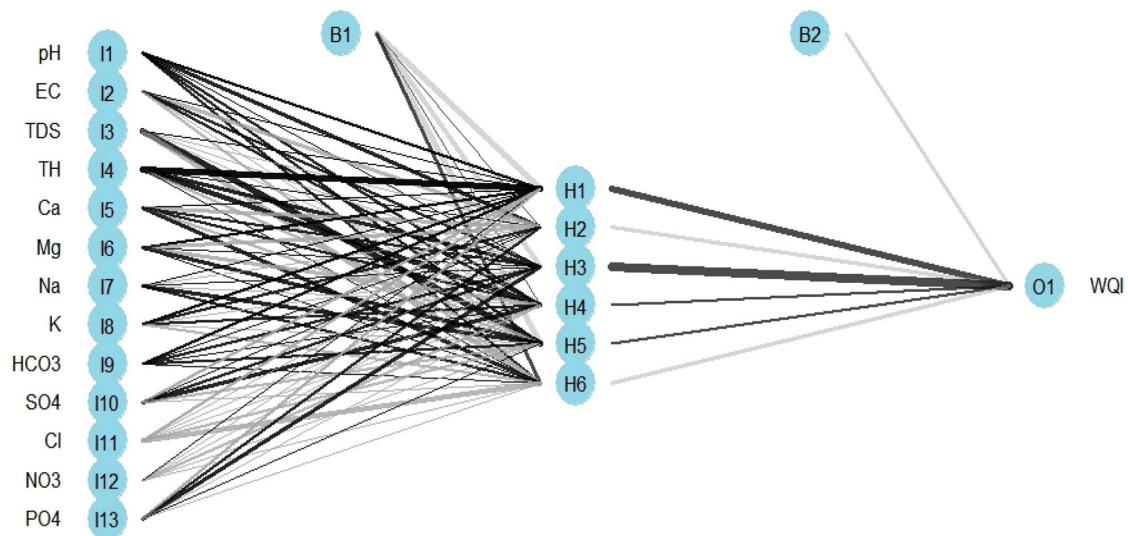 B1 B2
pH I1
EC I2
TDS I3
TH I4
Ca I5
Mg I6
Na I7
K I8
HCO3 I9
SO4 I10
Cl I11
NO3 I12
PO4 I13
H1
H2
H3
H4
H5
H6
O1 WQI